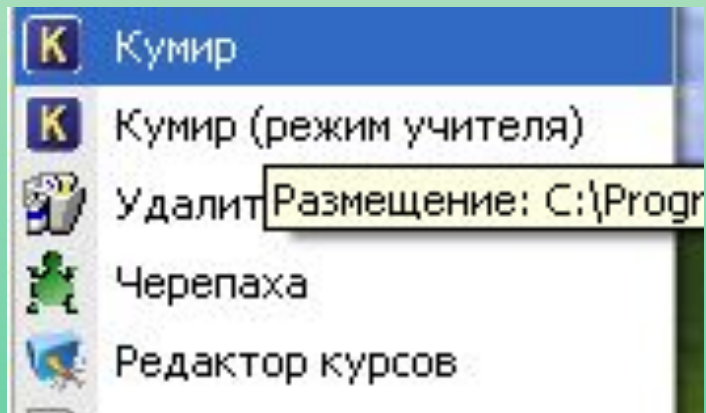 Кумир
Кумир (режим учителя)
Удалит
Размещение: C:\Progr
Черепаха
Редактор курсов